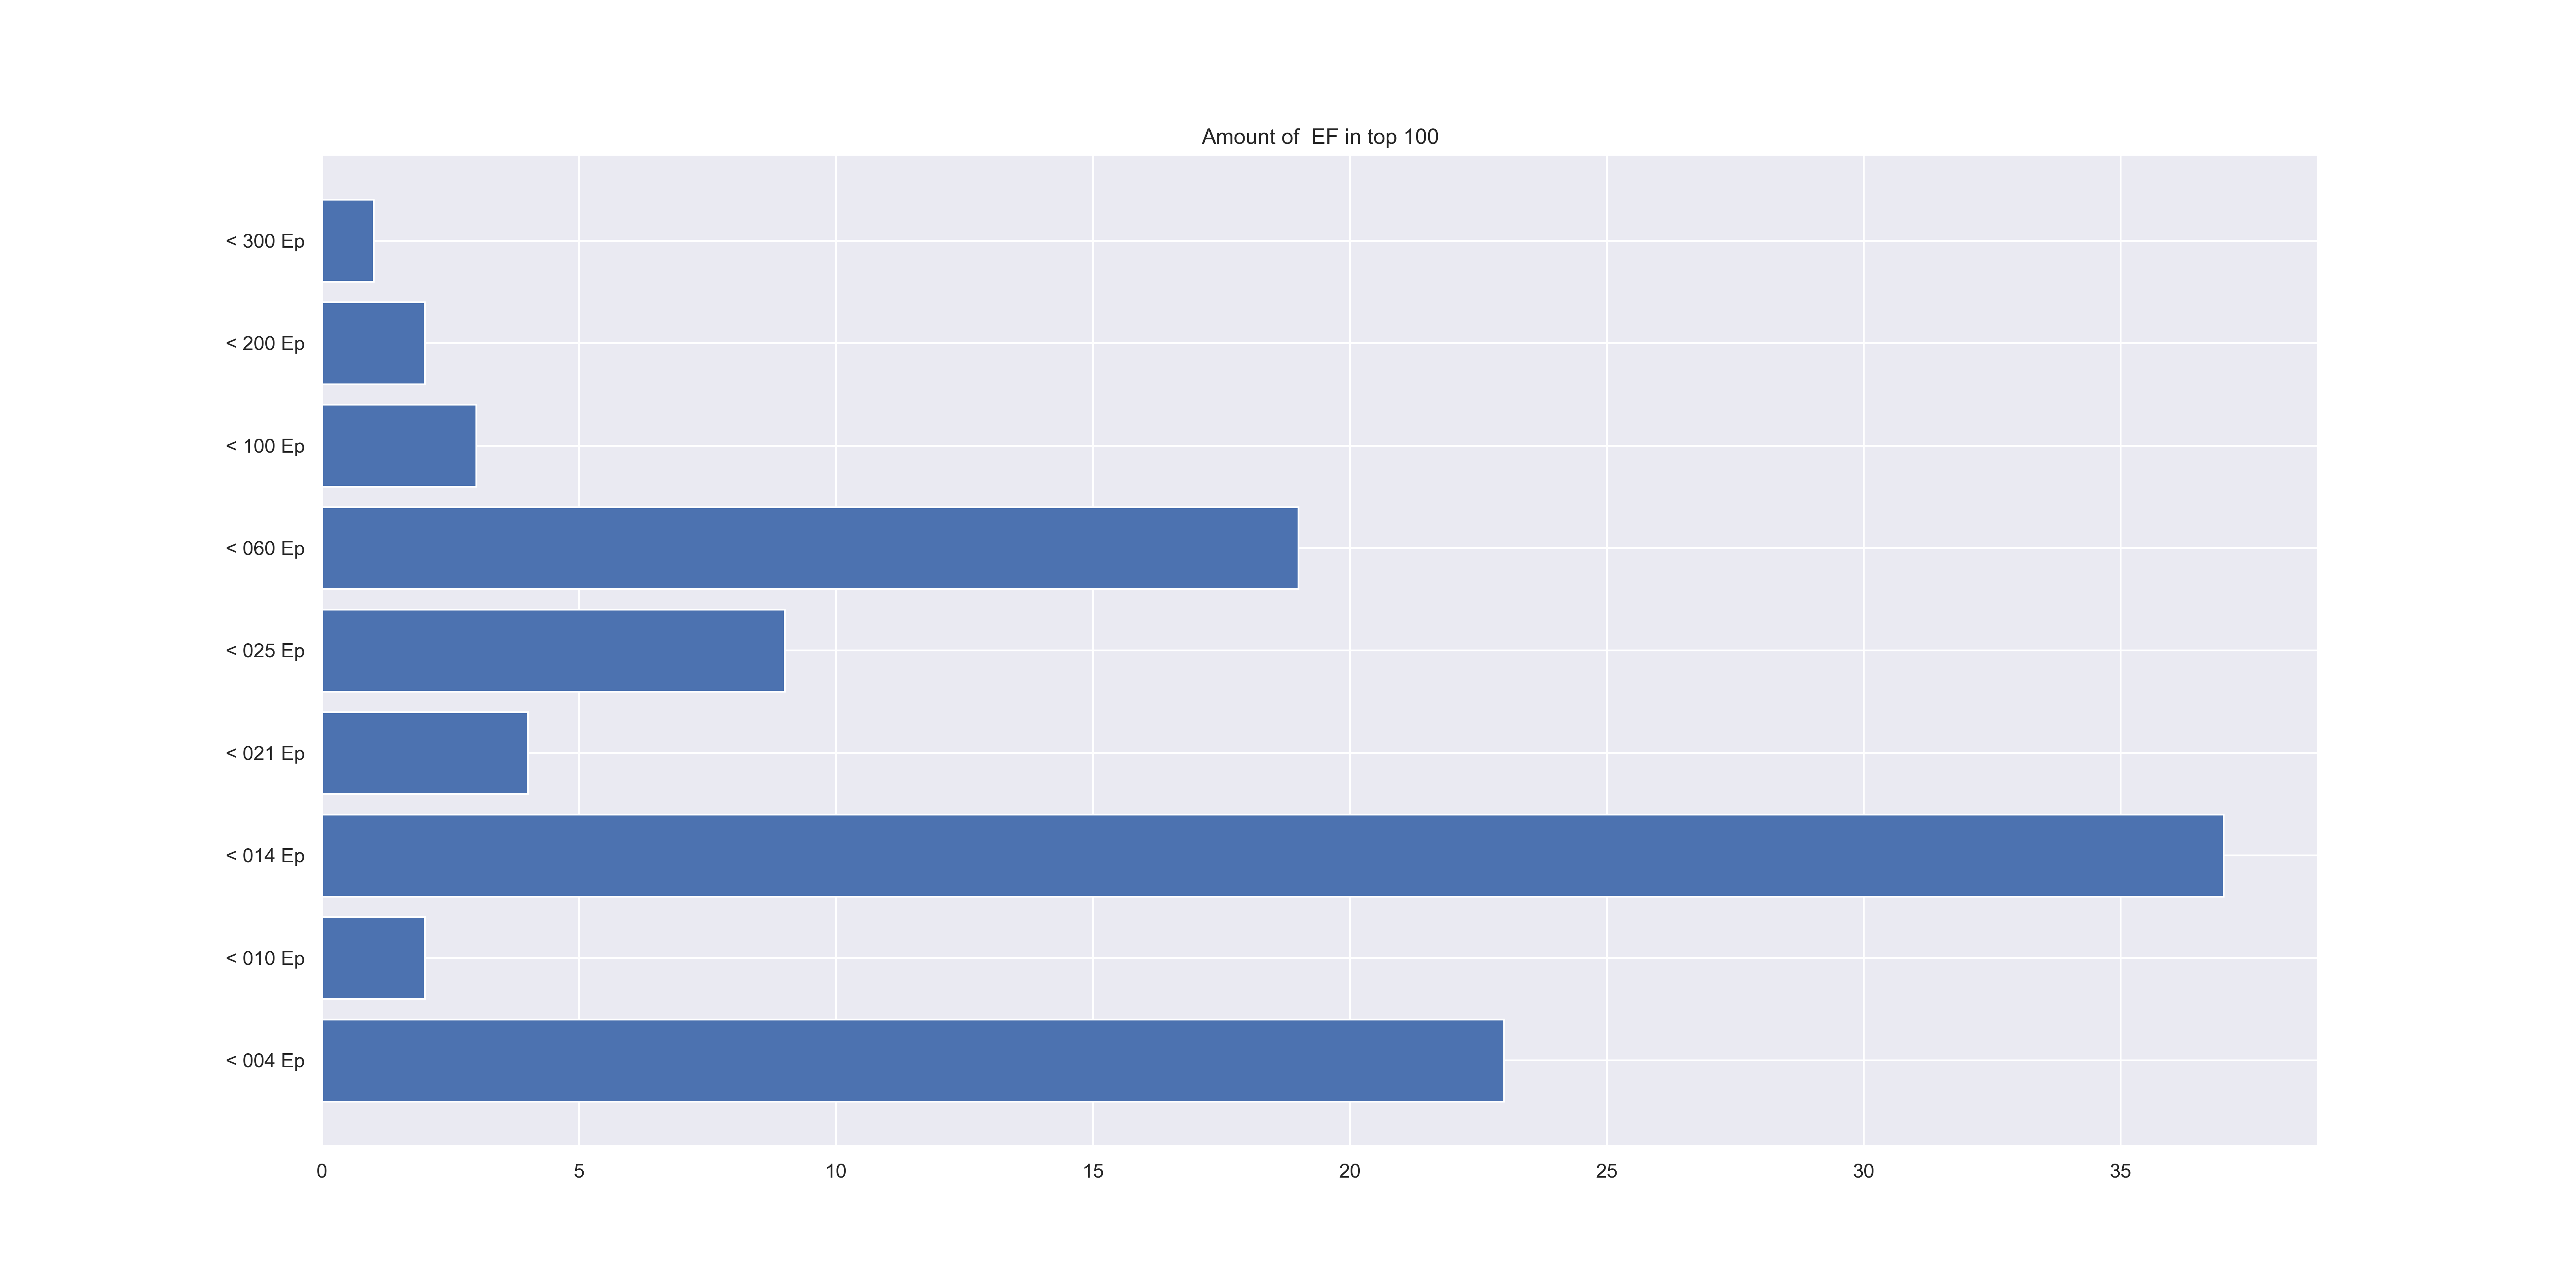 Amount of  EF in top 100
< 300 Ep
< 200 Ep
< 100 Ep
< 060 Ep
< 025 Ep
< 021 Ep
< 014 Ep
< 010 Ep
< 004 Ep
0 5 10 15 20 25 30 35